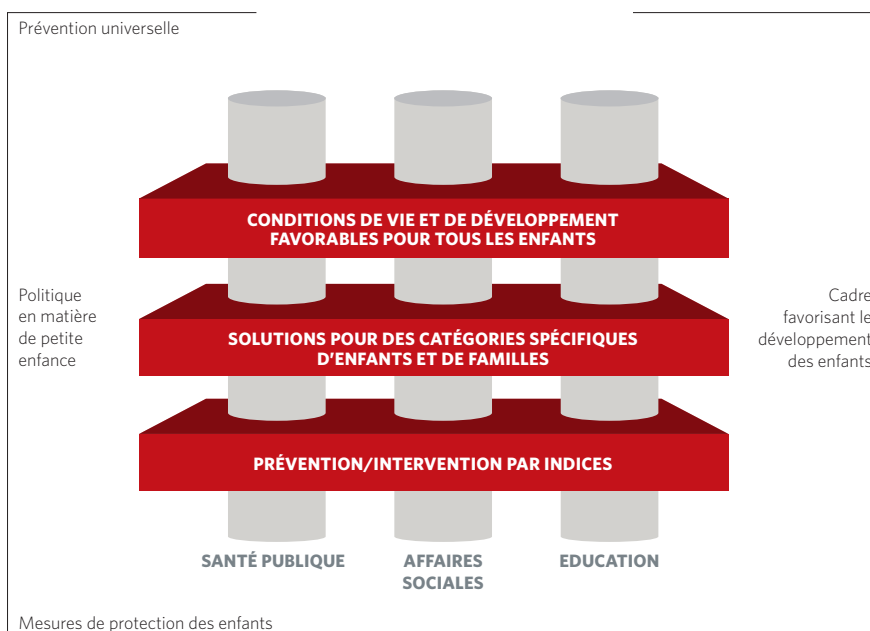 Prévention universelle
CONDITIONS DE VIE ET DE DÉVELOPPEMENT
FAVORABLES POUR TOUS LES ENFANTS
Politique
en matière
de petite
enfance
SOLUTIONS POUR DES CATÉGORIES SPÉCIFIQUES
D'ENFANTS ET DE FAMILLES
Cadre
favorisant le
développement
des enfants
PRÉVENTION/INTERVENTION PAR INDICES
SANTÉ PUBLIQUE
AFFAIRES
SOCIALES
EDUCATION
Mesures de protection des enfants